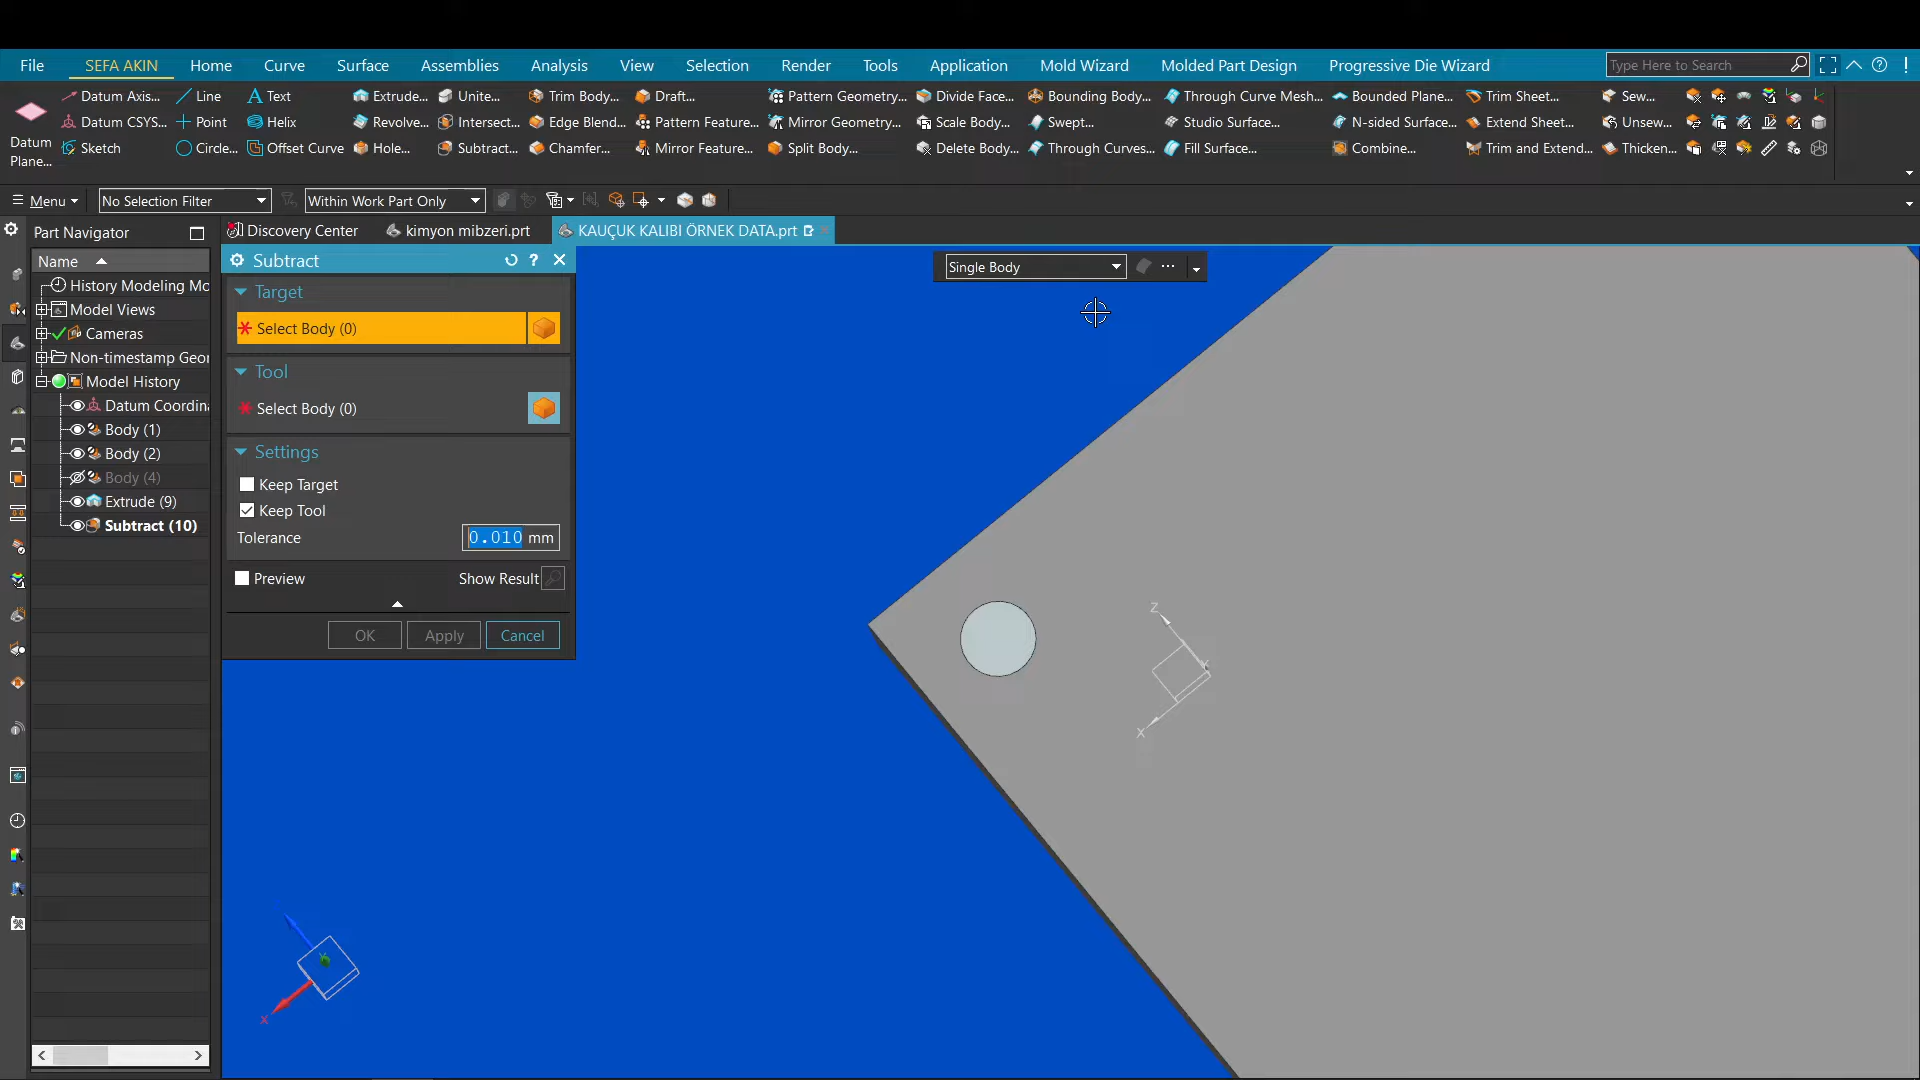 File SEFA AKIN Home Curve Surface Assemblies Analysis View Selection Render Tools Application Mold Wizard Molded Part Design Progressive Die Wizard Type Here to Search
Datum Axis... Line Text Extrude... Unite... Trim Body... Draft... Pattern Geometry... Divide Face... Bounding Body... Through Curve Mesh... Bounded Plane... Trim Sheet... Sew...
Datum CSYS... Point Helix Revolve... Intersect... Edge Blend... Pattern Feature... Mirror Geometry... Scale Body... Swept... Studio Surface... N-sided Surface... Extend Sheet... Unsew...
Datum Plane... Sketch Circle... Offset Curve Hole... Subtract... Chamfer... Mirror Feature... Split Body... Delete Body... Through Curves... Fill Surface... Combine... Trim and Extend... Thicken...
Menu No Selection Filter Within Work Part Only
Part Navigator Discovery Center kimyon mibzeri.prt KAUÇUK KALIBI ÖRNEK DATA.prt
Name
History Modeling Mo
Model Views
Cameras
Non-timestamp Geor
Model History
Datum Coordina
Body (1)
Body (2)
Body (4)
Extrude (9)
Subtract (10)
Subtract
Target
Select Body (0)
Tool
Select Body (0)
Settings
Keep Target
Keep Tool
Tolerance 0.010 mm
Preview Show Result
OK Apply Cancel
Single Body
Z
X
X